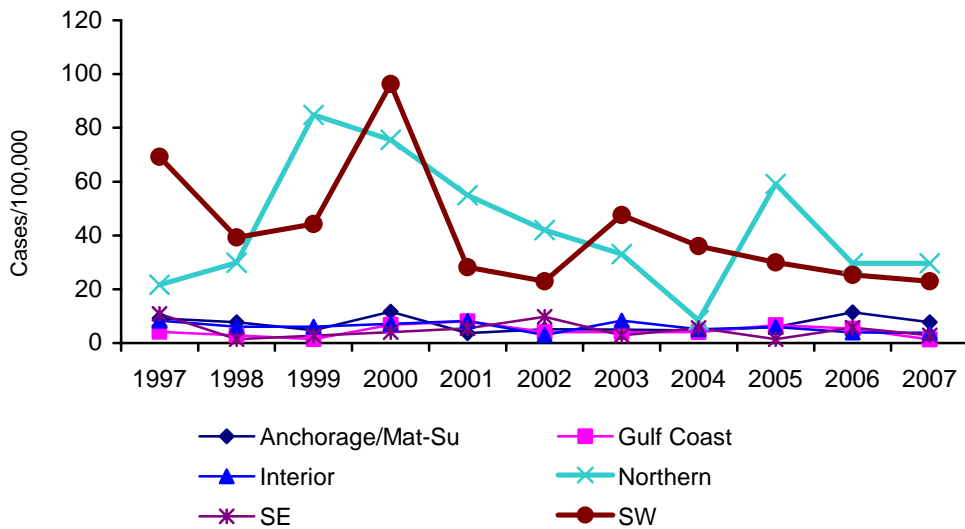 120
100
80
60
40
20
0
Cases/100,000
1997 1998 1999 2000 2001 2002 2003 2004 2005 2006 2007
Anchorage/Mat-Su Gulf Coast
Interior Northern
SE SW